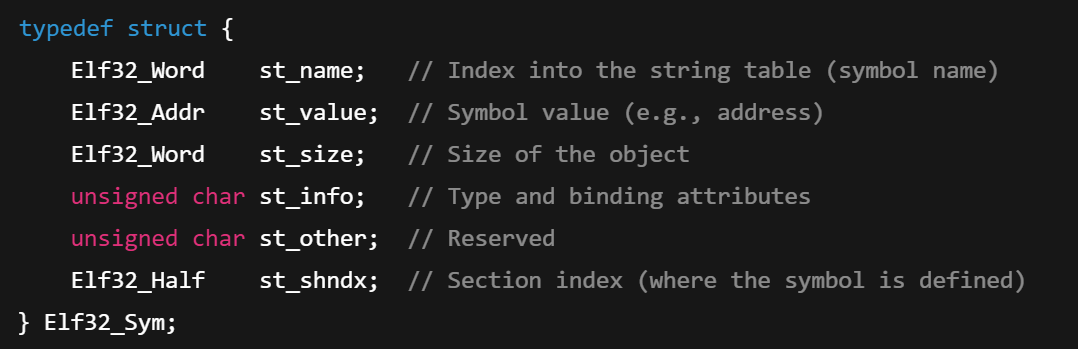 typedef struct {
    Elf32_Word    st_name;   // Index into the string table (symbol name)
    Elf32_Addr    st_value;  // Symbol value (e.g., address)
    Elf32_Word    st_size;   // Size of the object
    unsigned char st_info;   // Type and binding attributes
    unsigned char st_other;  // Reserved
    Elf32_Half    st_shndx;  // Section index (where the symbol is defined)
} Elf32_Sym;